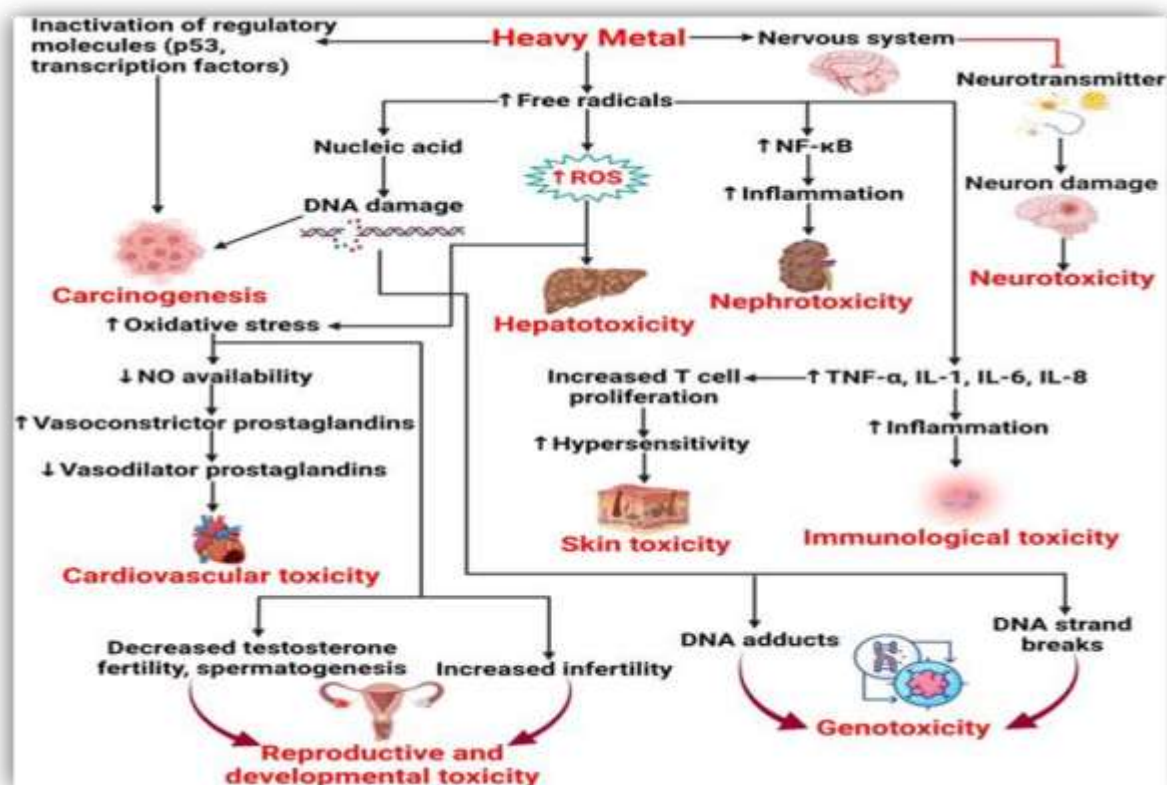 Inactivation of regulatory
molecules (p53,
transcription factors)
Heavy Metal
Nervous system
Neurotransmitter
↑ Free radicals
Nucleic acid
↑ ROS
↑ NF-κB
DNA damage
↑ Inflammation
Neuron damage
Carcinogenesis
Hepatotoxicity
Nephrotoxicity
Neurotoxicity
↑ Oxidative stress
↓ NO availability
↑ Vasoconstrictor prostaglandins
↓ Vasodilator prostaglandins
Cardiovascular toxicity
Increased T cell
proliferation
↑ TNF-α, IL-1, IL-6, IL-8
↑ Hypersensitivity
↑ Inflammation
Skin toxicity
Immunological toxicity
Decreased testosterone
fertility, spermatogenesis
Increased infertility
DNA adducts
DNA strand
breaks
Reproductive and
developmental toxicity
Genotoxicity